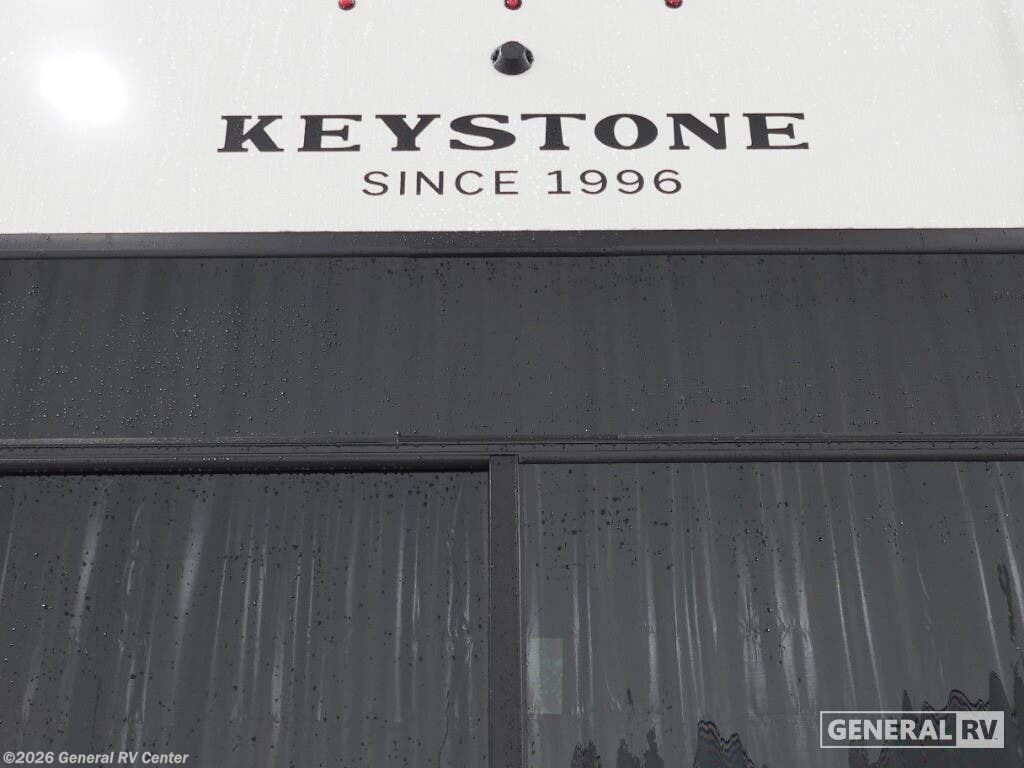 KEYSTONE
SINCE 1996
GENERAL RV
©2026 General RV Center